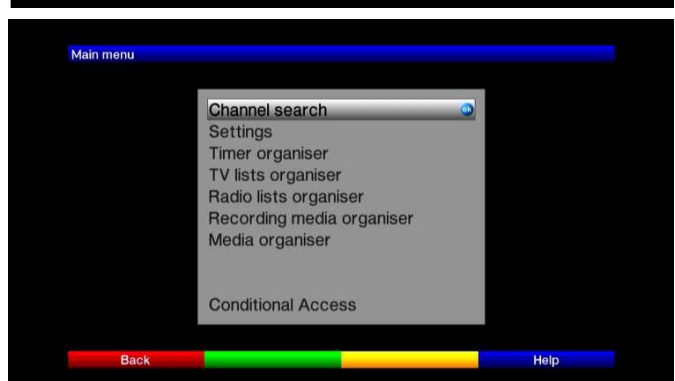 Main menu
Channel search ok
Settings
Timer organiser
TV lists organiser
Radio lists organiser
Recording media organiser
Media organiser
Conditional Access
Back Help